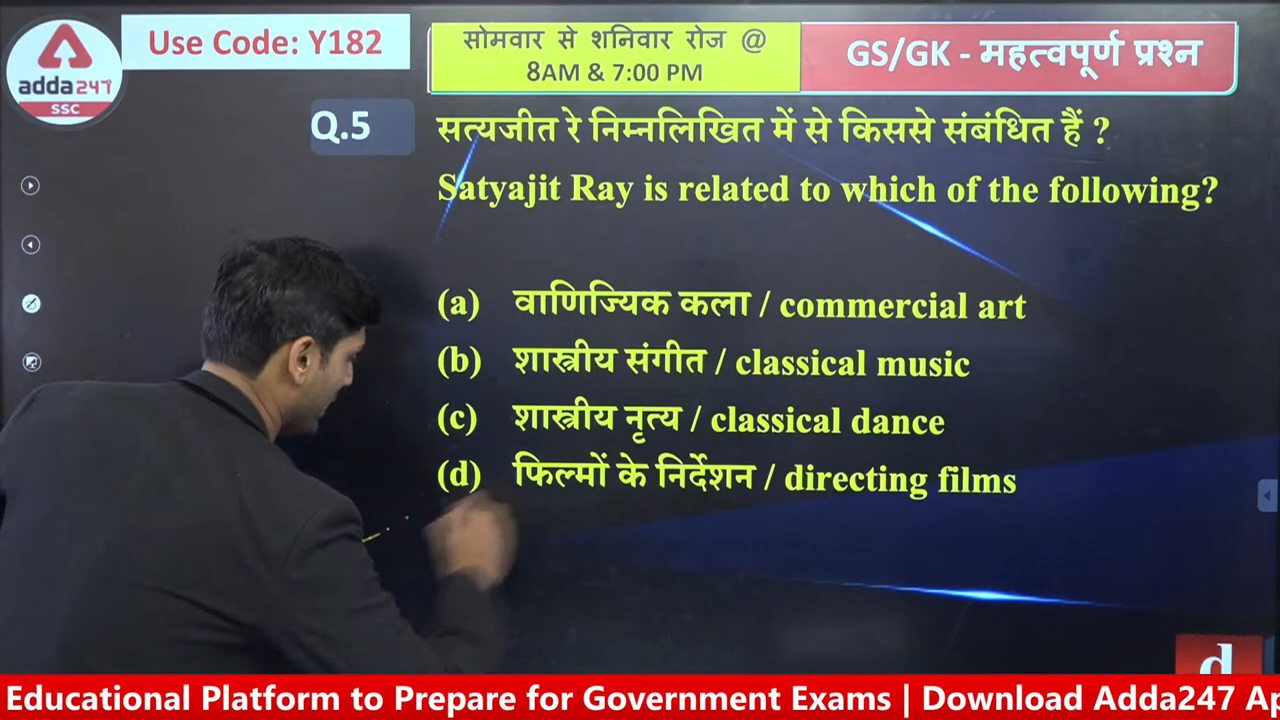 adda247
SSC
Use Code: Y182
सोमवार से शनिवार रोज @
8AM & 7:00 PM
GS/GK - महत्वपूर्ण प्रश्न
Q.5
सत्यजीत रे निम्नलिखित में से किससे संबंधित हैं ?
Satyajit Ray is related to which of the following?
(a) वाणिज्यिक कला / commercial art
(b) शास्त्रीय संगीत / classical music
(c) शास्त्रीय नृत्य / classical dance
(d) फिल्मों के निर्देशन / directing films
d
Educational Platform to Prepare for Government Exams | Download Adda247 Ap